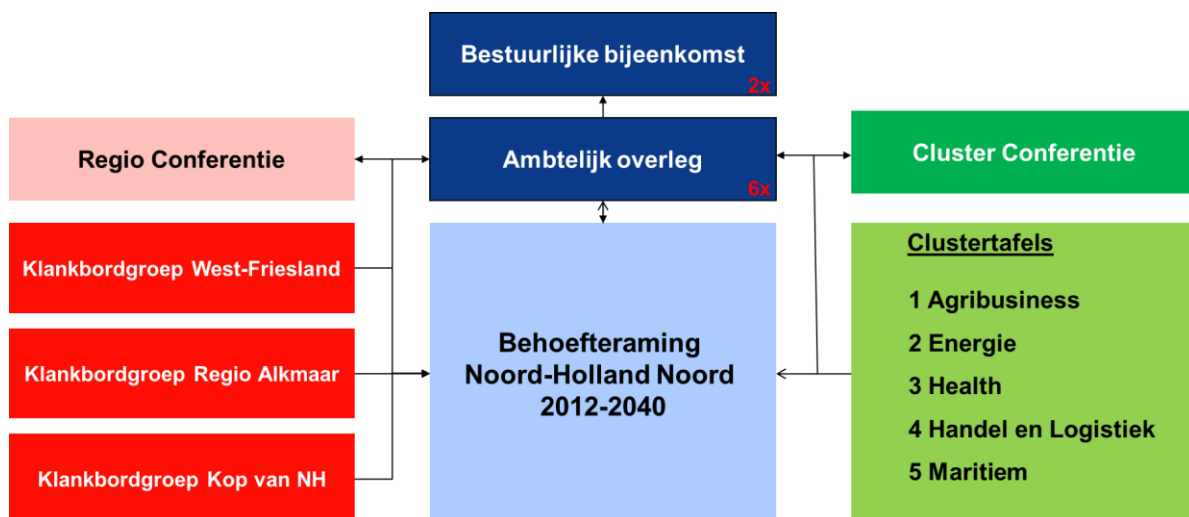 Bestuurlijke bijeenkomst
2x
Regio Conferentie
Ambtelijk overleg
6x
Cluster Conferentie
Klankbordgroep West-Friesland
Klankbordgroep Regio Alkmaar
Klankbordgroep Kop van NH
Behoefteraming
Noord-Holland Noord
2012-2040
Clustertafels
1 Agribusiness
2 Energie
3 Health
4 Handel en Logistiek
5 Maritiem